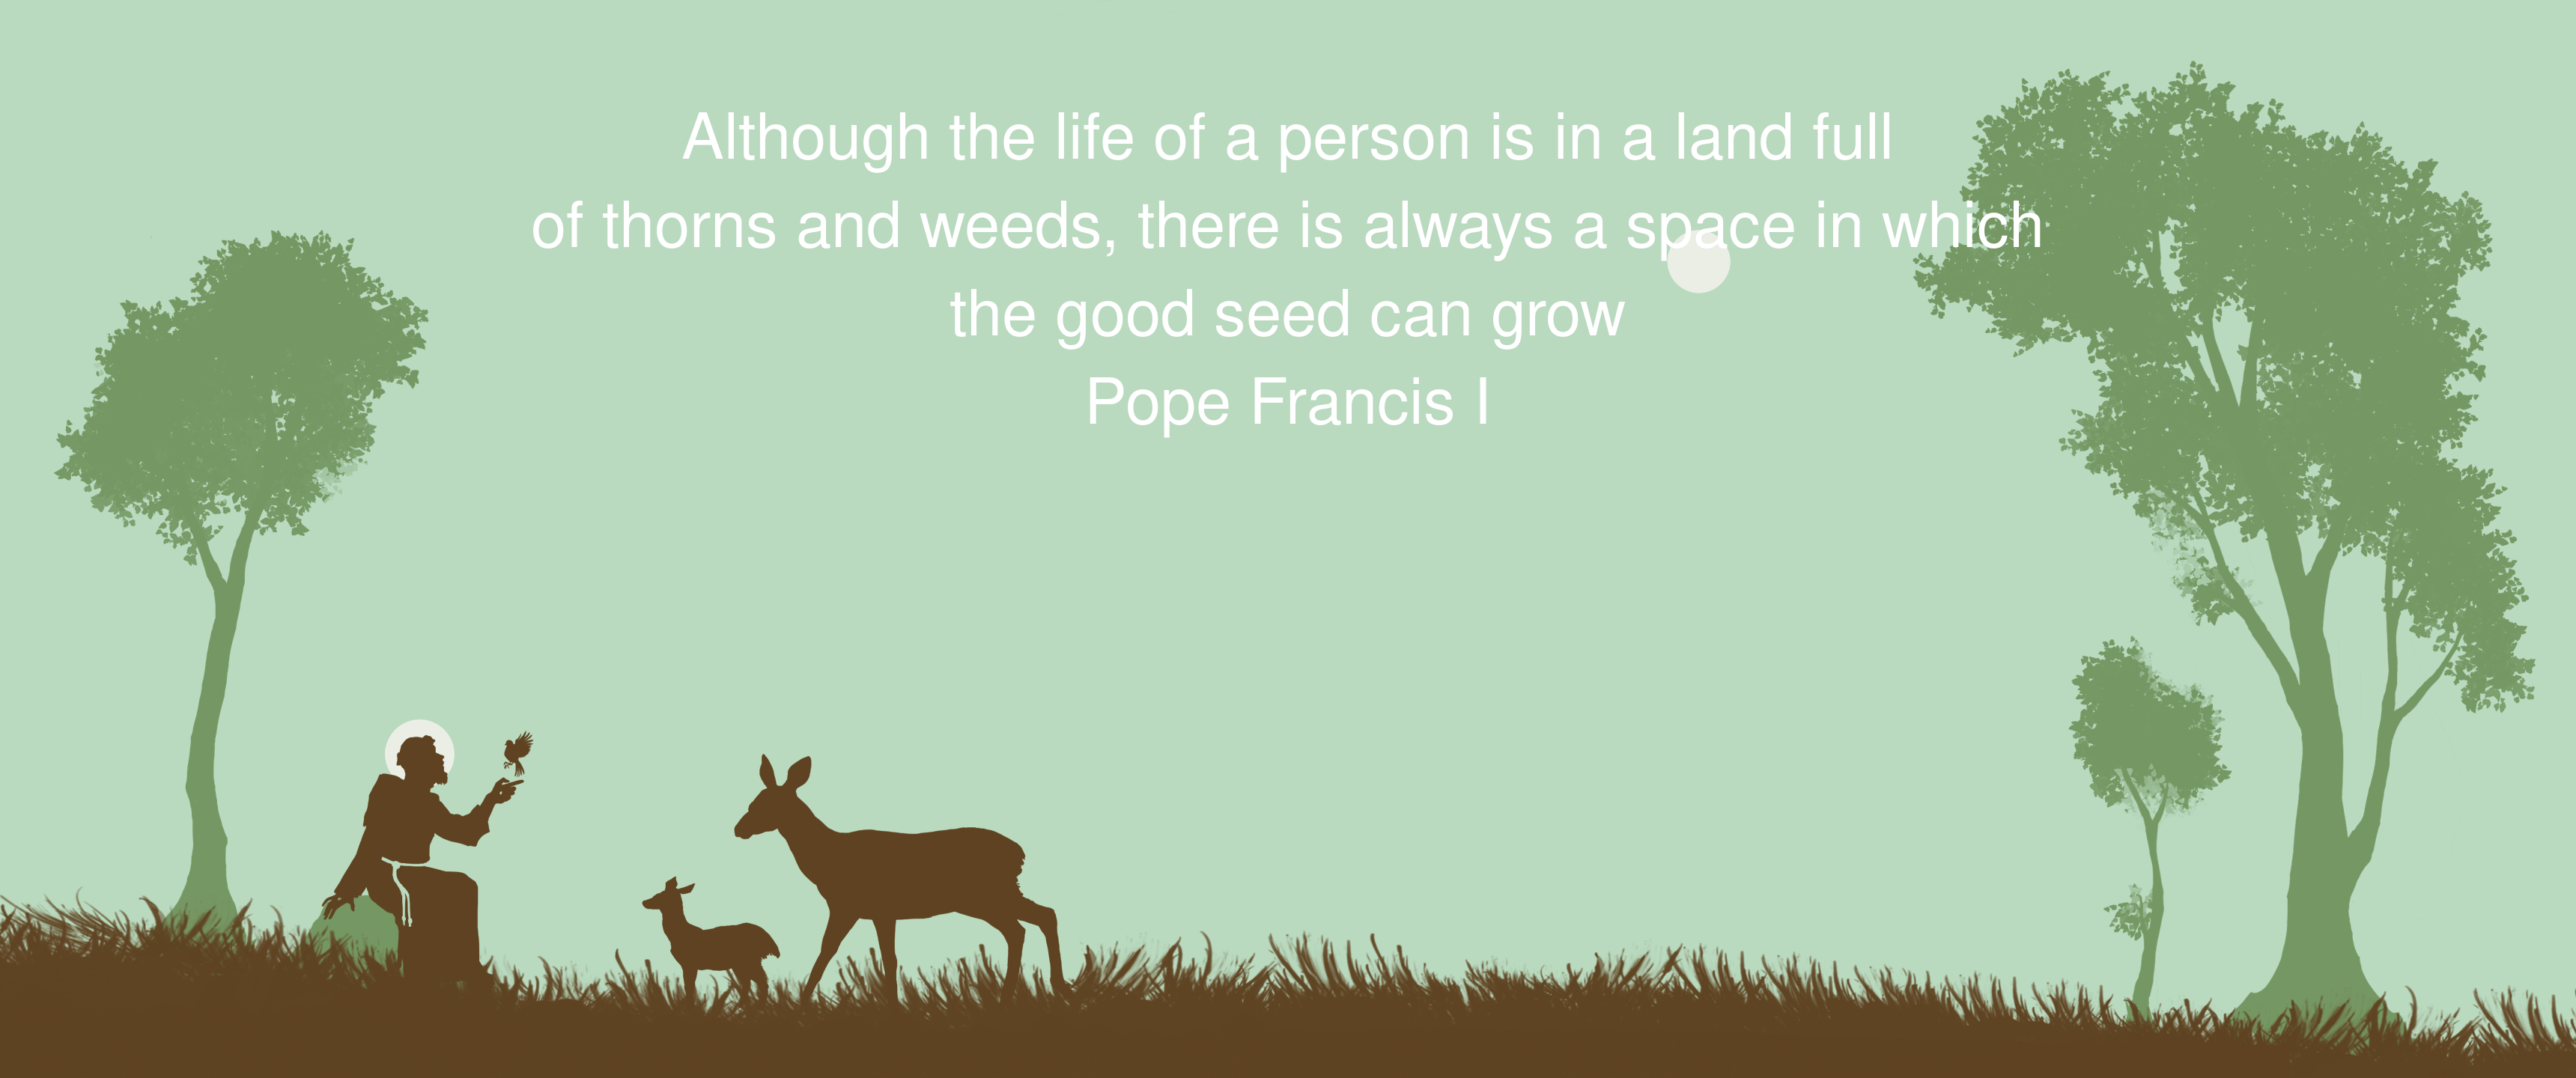 Although the life of a person is in a land full
of thorns and weeds, there is always a space in which
the good seed can grow
Pope Francis I